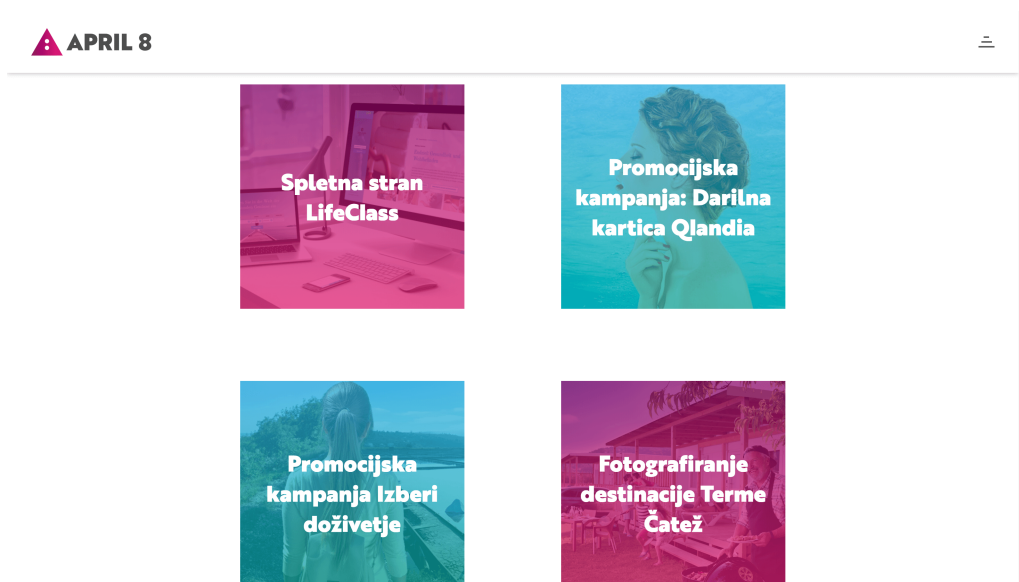 APRIL 8
Spletna stran
LifeClass
Promocijska
kampanja: Darilna
kartica Qlandia
Promocijska
kampanja Izberi
doživetje
Fotografiranje
destinacije Terme
Čatež